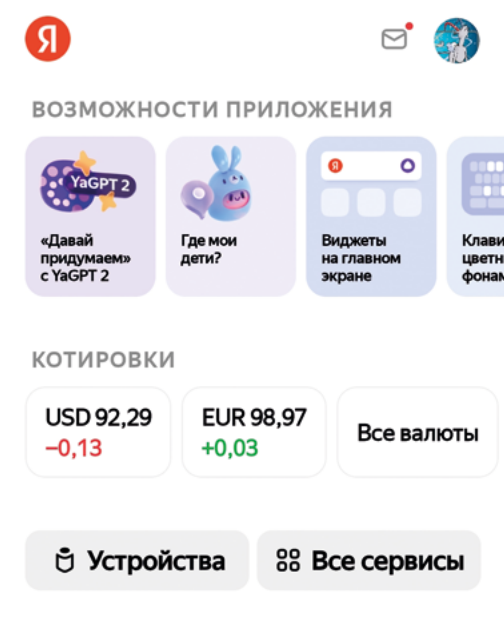 Я
ВОЗМОЖНОСТИ ПРИЛОЖЕНИЯ
YaGPT 2
«Давай
придумаем»
с YaGPT 2
Где мои
дети?
Я
Виджеты
на главном
экране
КОТИРОВКИ
USD 92,29
−0,13
EUR 98,97
+0,03
Все валюты
Устройства
Все сервисы